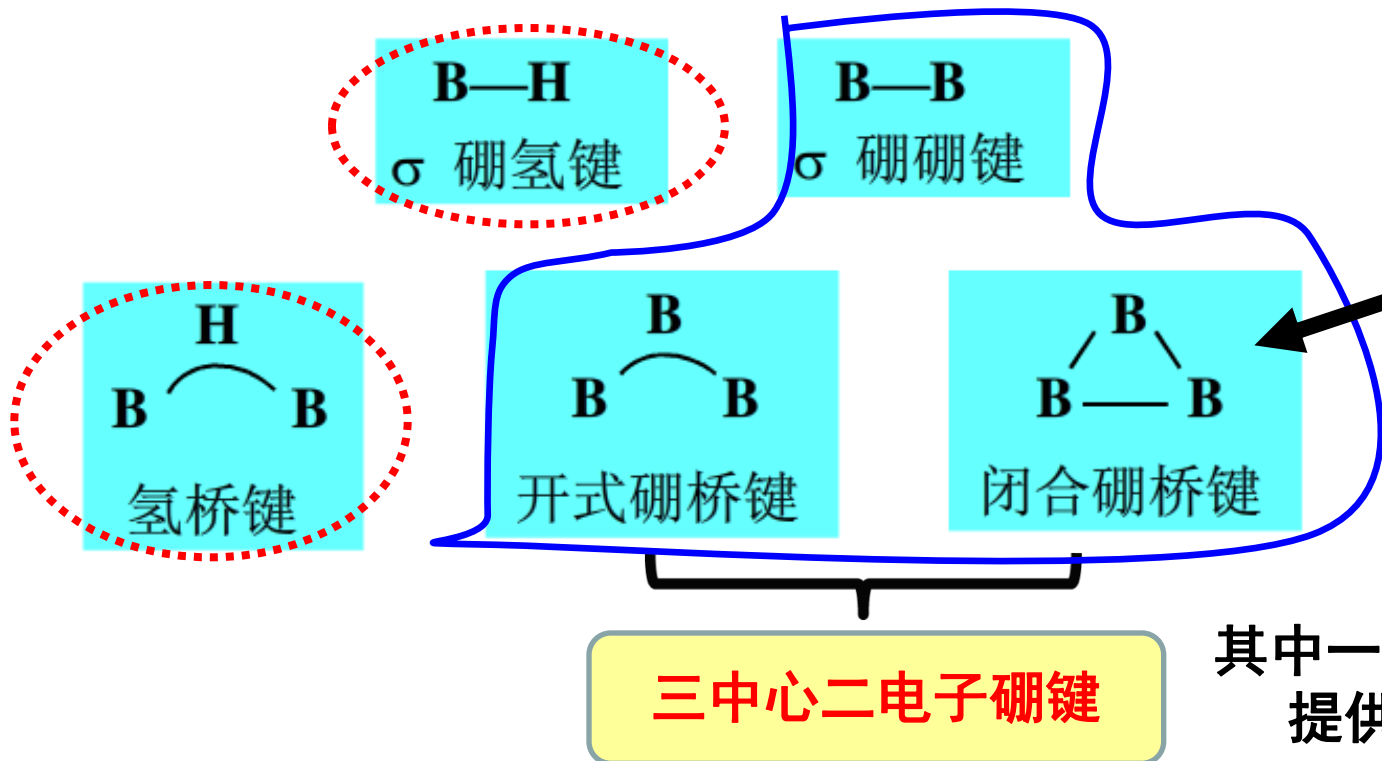 B—H
σ 硼氢键
B—B
σ 硼硼键
H
B B
氢桥键
B
B B
开式硼桥键
B
B — B
闭合硼桥键
三中心二电子硼键
其中一
提供